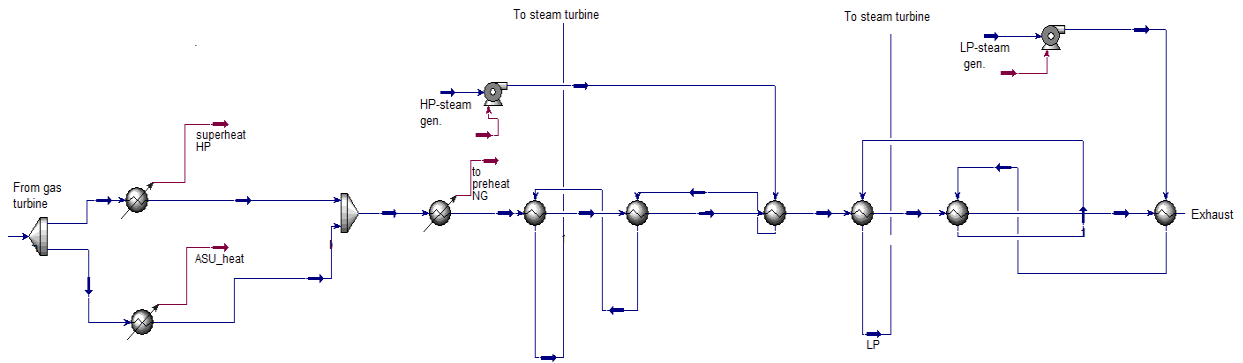 To steam turbine
To steam turbine
LP-steam
gen.
HP-steam
gen.
superheat
HP
to
preheat
NG
From gas
turbine
Exhaust
ASU_heat
LP